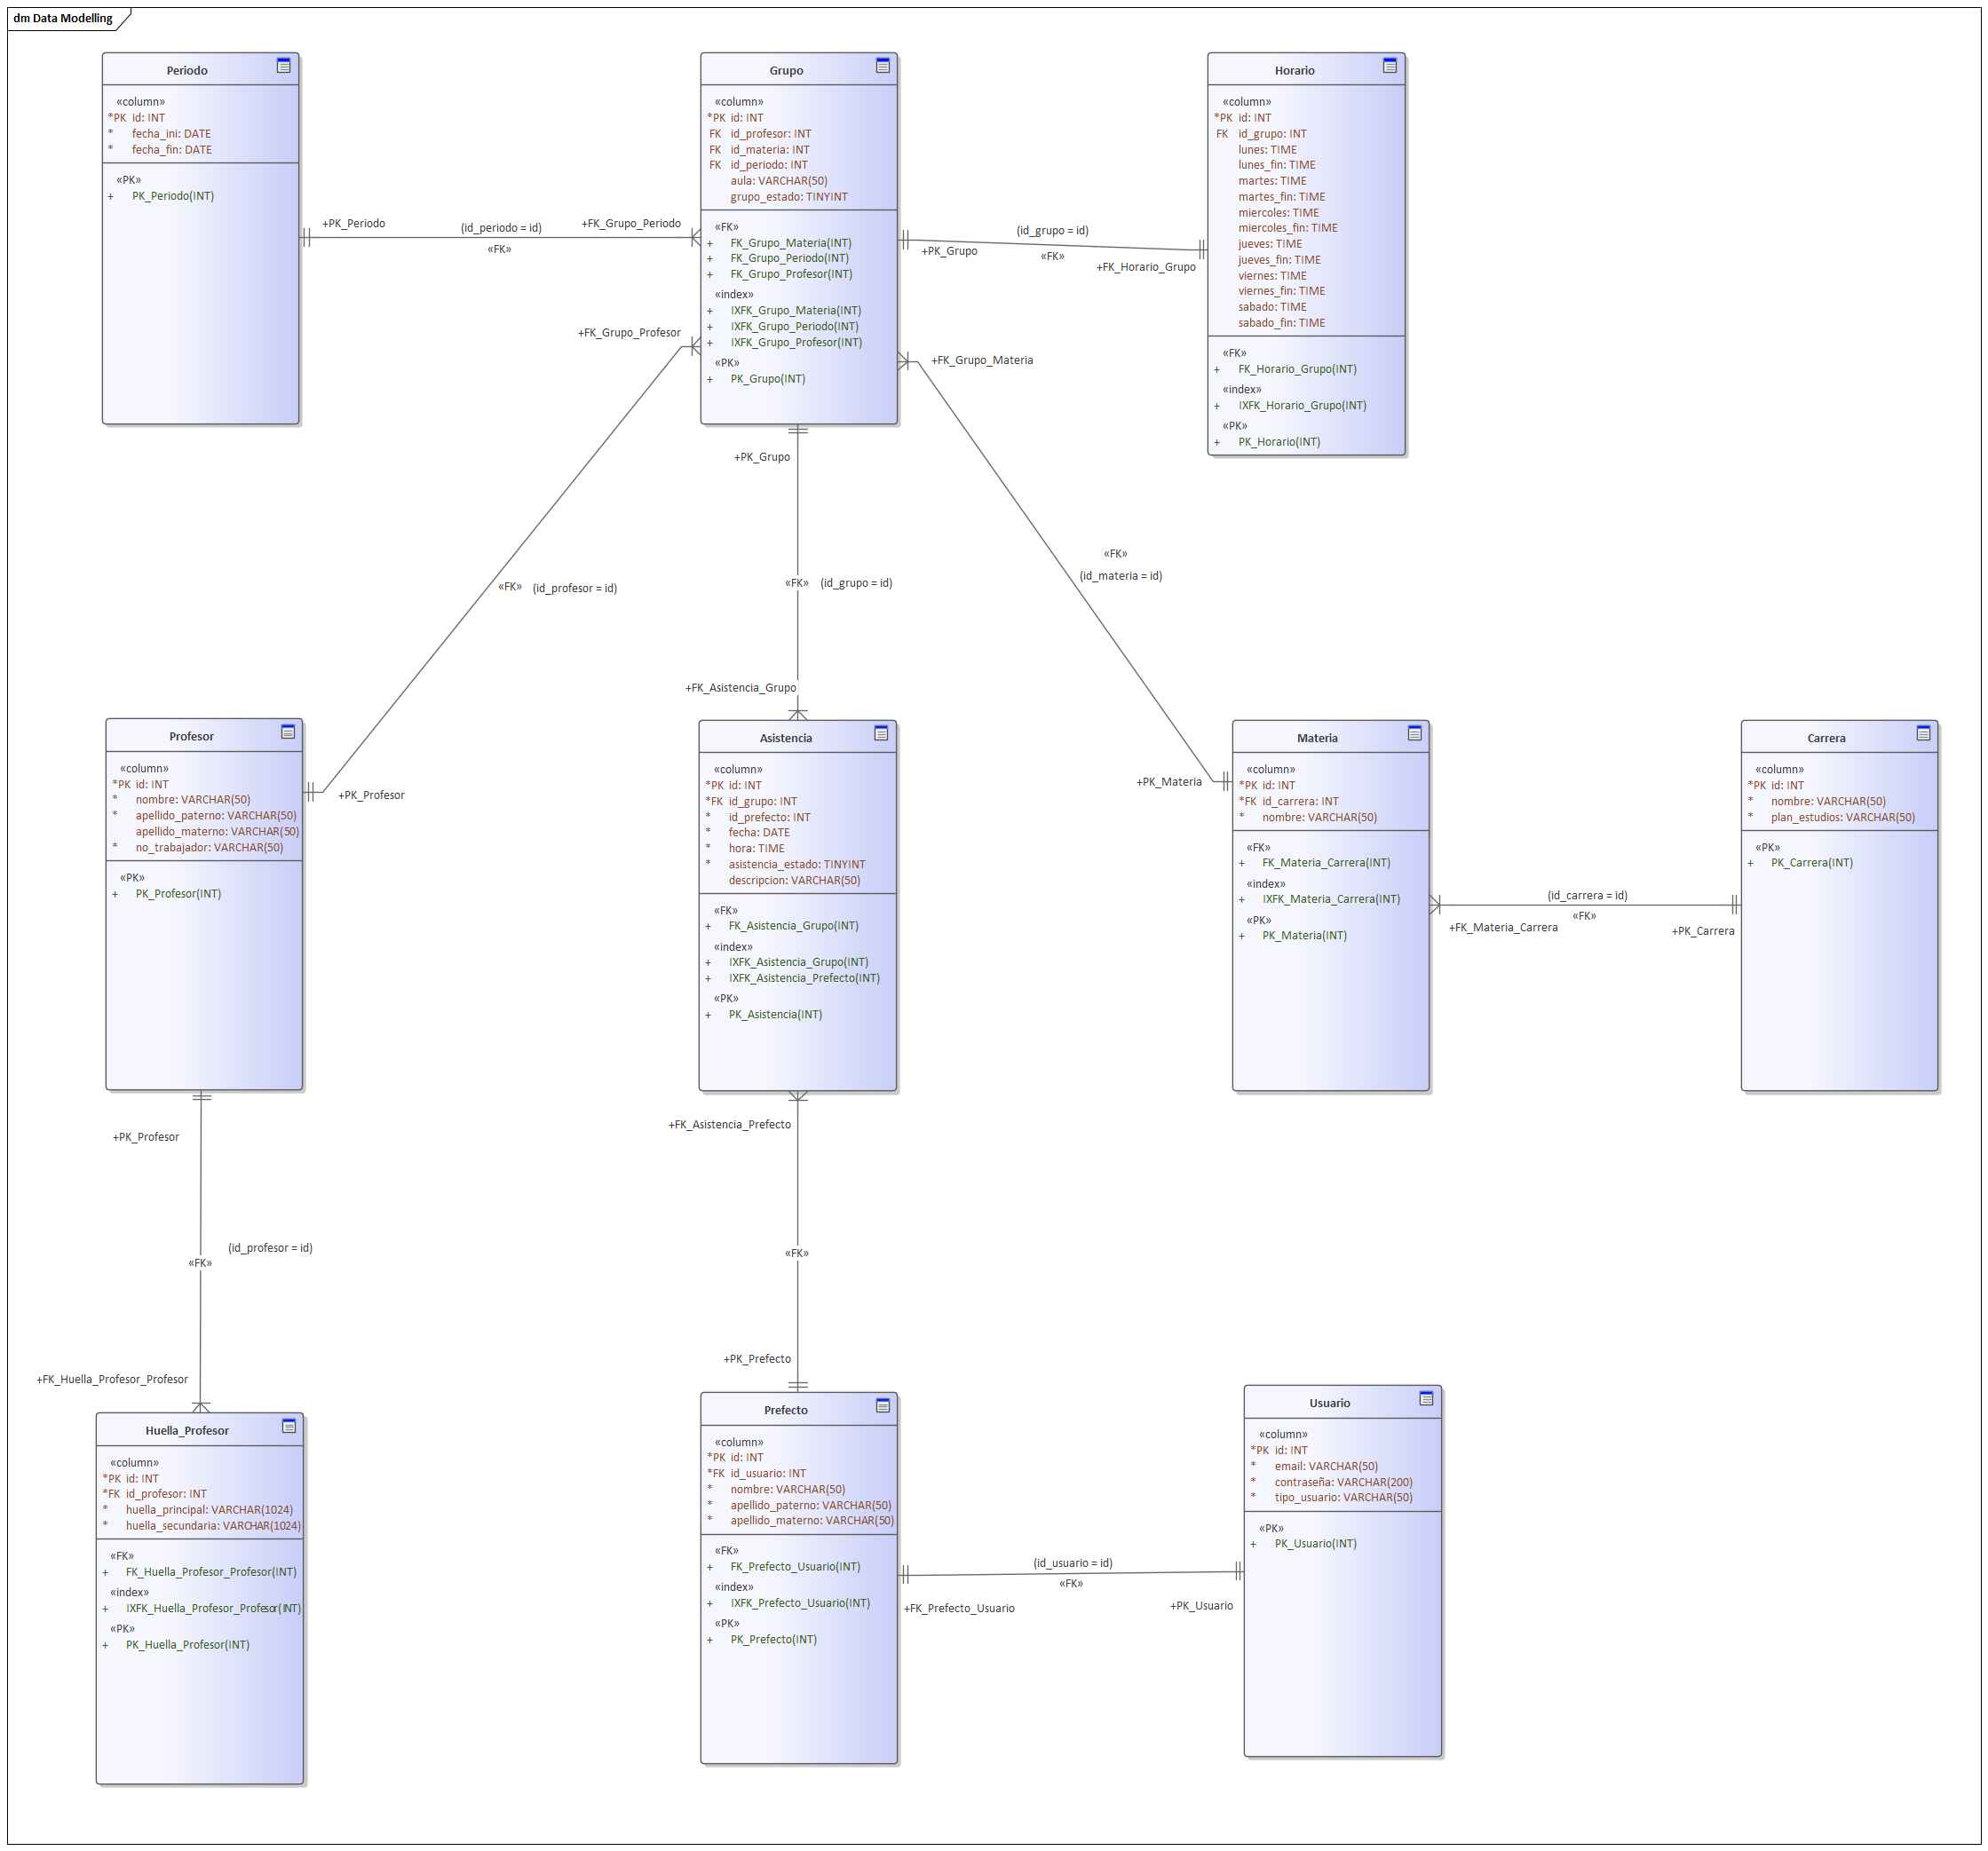 dm Data Modelling
Periodo
«column»
*PK id: INT
* fecha_ini: DATE
* fecha_fin: DATE
«PK»
+ PK_Periodo(INT)
+PK_Periodo
(id_periodo = id)
«FK»
+FK_Grupo_Periodo
Grupo
«column»
*PK id: INT
FK id_profesor: INT
FK id_materia: INT
FK id_periodo: INT
aula: VARCHAR(50)
grupo_estado: TINYINT
«FK»
+ FK_Grupo_Materia(INT)
+ FK_Grupo_Periodo(INT)
+ FK_Grupo_Profesor(INT)
«index»
+ IXFK_Grupo_Materia(INT)
+ IXFK_Grupo_Periodo(INT)
+ IXFK_Grupo_Profesor(INT)
«PK»
+ PK_Grupo(INT)
+PK_Grupo
(id_grupo = id)
«FK»
+FK_Horario_Grupo
Horario
«column»
*PK id: INT
FK id_grupo: INT
lunes: TIME
lunes_fin: TIME
martes: TIME
martes_fin: TIME
miercoles: TIME
miercoles_fin: TIME
jueves: TIME
jueves_fin: TIME
viernes: TIME
viernes_fin: TIME
sabado: TIME
sabado_fin: TIME
«FK»
+ FK_Horario_Grupo(INT)
«index»
+ IXFK_Horario_Grupo(INT)
«PK»
+ PK_Horario(INT)
+FK_Grupo_Profesor
«FK» (id_profesor = id)
+PK_Profesor
+PK_Grupo
«FK» (id_grupo = id)
+FK_Asistencia_Grupo
+FK_Grupo_Materia
«FK»
(id_materia = id)
+PK_Materia
Profesor
«column»
*PK id: INT
* nombre: VARCHAR(50)
* apellido_paterno: VARCHAR(50)
apellido_materno: VARCHAR(50)
* no_trabajador: VARCHAR(50)
«PK»
+ PK_Profesor(INT)
Asistencia
«column»
*PK id: INT
*FK id_grupo: INT
* id_prefecto: INT
* fecha: DATE
* hora: TIME
* asistencia_estado: TINYINT
descripcion: VARCHAR(50)
«FK»
+ FK_Asistencia_Grupo(INT)
«index»
+ IXFK_Asistencia_Grupo(INT)
+ IXFK_Asistencia_Prefecto(INT)
«PK»
+ PK_Asistencia(INT)
Materia
«column»
*PK id: INT
*FK id_carrera: INT
* nombre: VARCHAR(50)
«FK»
+ FK_Materia_Carrera(INT)
«index»
+ IXFK_Materia_Carrera(INT)
«PK»
+ PK_Materia(INT)
(id_carrera = id)
«FK»
+FK_Materia_Carrera
+PK_Carrera
Carrera
«column»
*PK id: INT
* nombre: VARCHAR(50)
* plan_estudios: VARCHAR(50)
«PK»
+ PK_Carrera(INT)
+PK_Profesor
(id_profesor = id)
«FK»
+FK_Huella_Profesor_Profesor
+FK_Asistencia_Prefecto
«FK»
+PK_Prefecto
Huella_Profesor
«column»
*PK id: INT
*FK id_profesor: INT
* huella_principal: VARCHAR(1024)
* huella_secundaria: VARCHAR(1024)
«FK»
+ FK_Huella_Profesor_Profesor(INT)
«index»
+ IXFK_Huella_Profesor_Profesor(INT)
«PK»
+ PK_Huella_Profesor(INT)
Prefecto
«column»
*PK id: INT
*FK id_usuario: INT
* nombre: VARCHAR(50)
* apellido_paterno: VARCHAR(50)
* apellido_materno: VARCHAR(50)
«FK»
+ FK_Prefecto_Usuario(INT)
«index»
+ IXFK_Prefecto_Usuario(INT)
«PK»
+ PK_Prefecto(INT)
(id_usuario = id)
«FK»
+FK_Prefecto_Usuario
+PK_Usuario
Usuario
«column»
*PK id: INT
* email: VARCHAR(50)
* contraseña: VARCHAR(200)
* tipo_usuario: VARCHAR(50)
«PK»
+ PK_Usuario(INT)